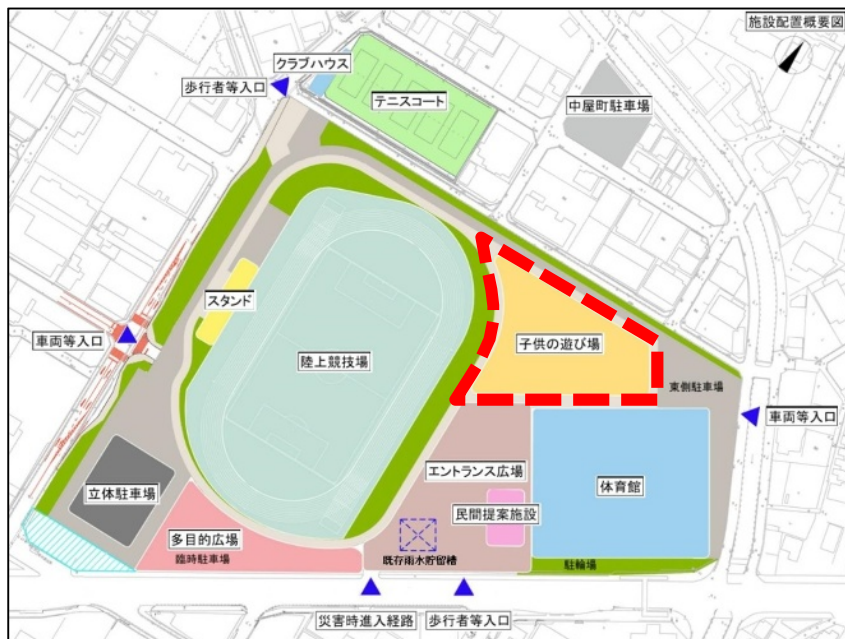 施設配置概要図
クラブハウス
歩行者等入口
テニスコート
中屋町駐車場
スタンド
車両等入口
陸上競技場
子供の遊び場
東側駐車場
車両等入口
エントランス広場
立体駐車場
体育館
民間提案施設
多目的広場
臨時駐車場
既存雨水貯留槽
駐輪場
災害時進入経路
歩行者等入口